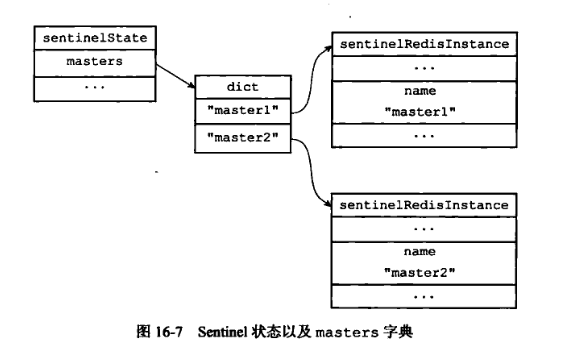 sentinelState
masters
...
dict
"master1"
"master2"
sentinelRedisInstance
...
name
"master1"
...
sentinelRedisInstance
...
name
"master2"
...
图 16-7 Sentinel 状态以及 masters 字典